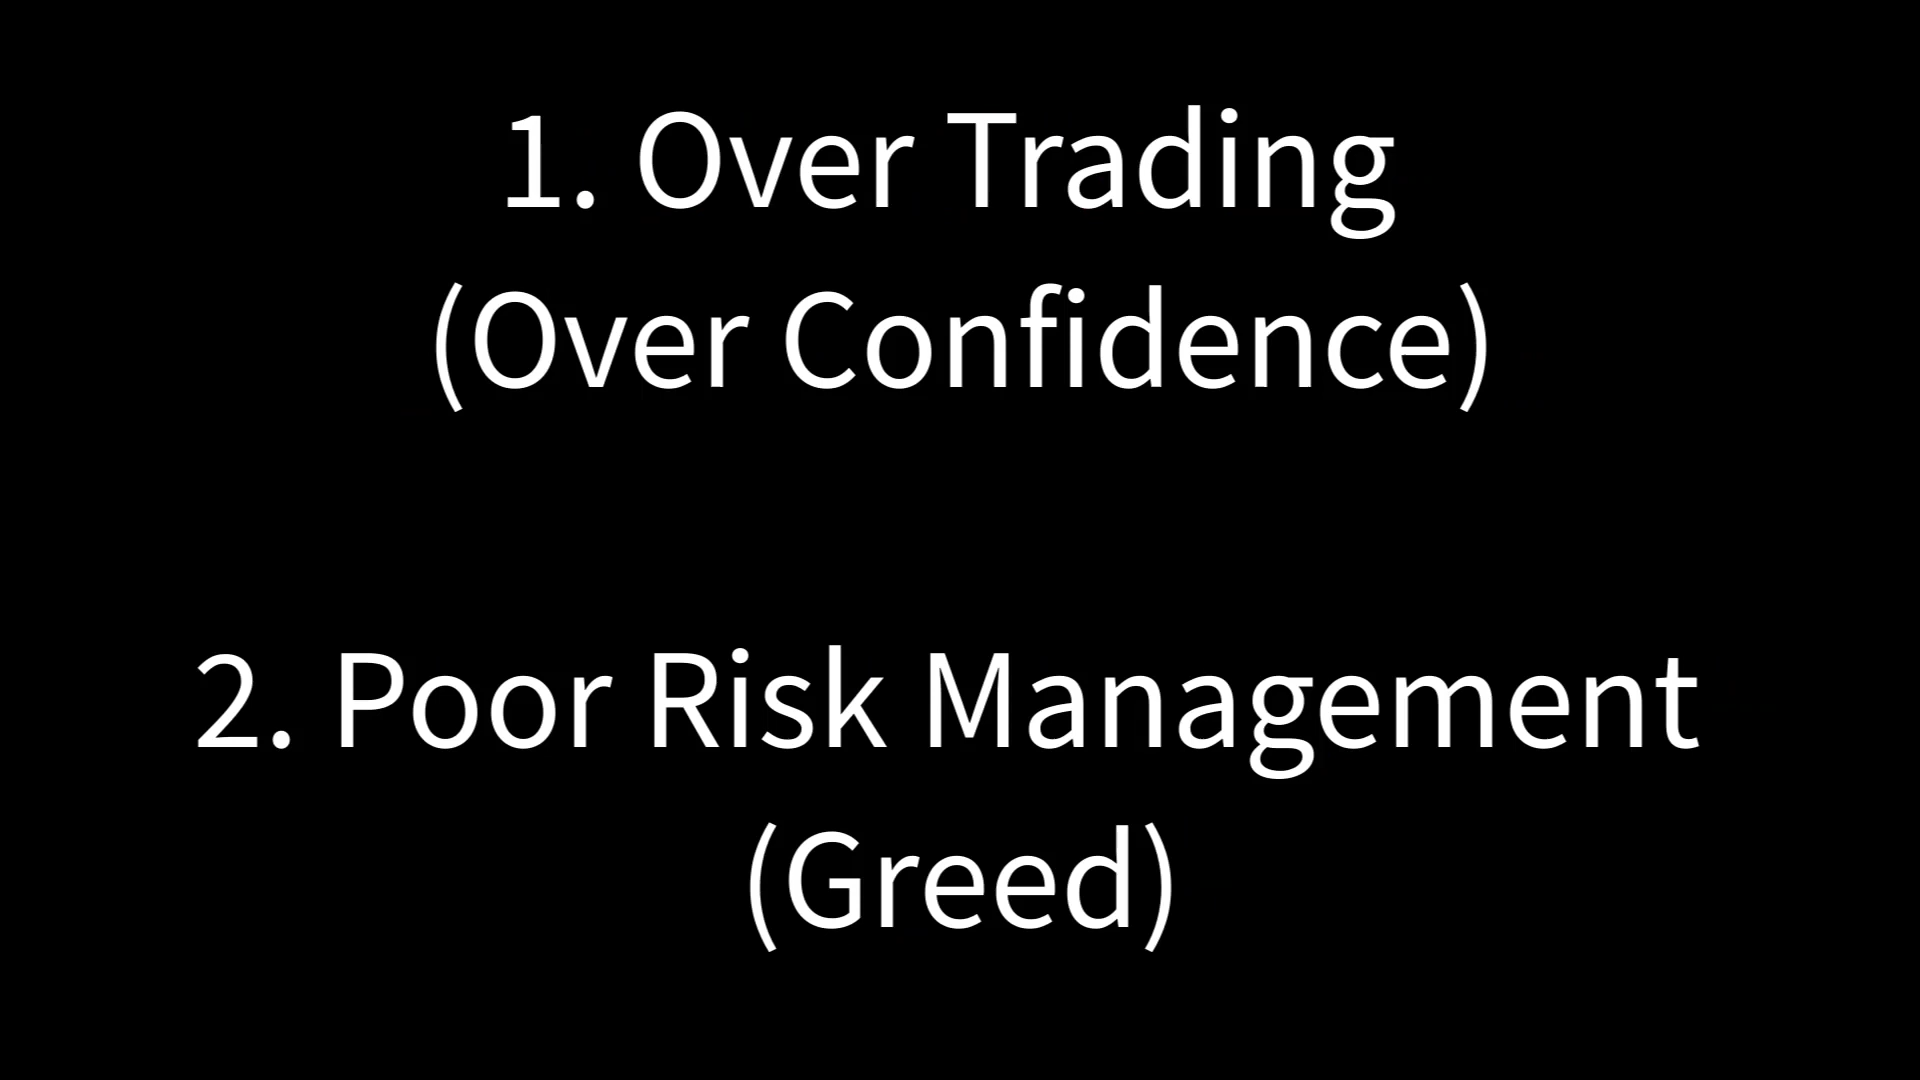 1. Over Trading
(Over Confidence)
2. Poor Risk Management
(Greed)